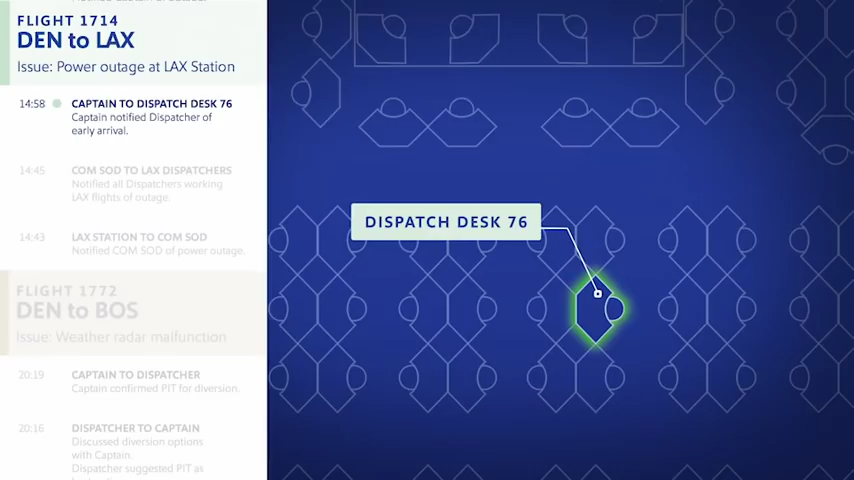 FLIGHT 1714
DEN to LAX
Issue: Power outage at LAX Station
14:58 CAPTAIN TO DISPATCH DESK 76
Captain notified Dispatcher of
early arrival.
14:45 COM SOD TO LAX DISPATCHERS
Notified all Dispatchers working
LAX flights of outage.
14:43 LAX STATION TO COM SOD
Notified COM SOD of power outage.
FLIGHT 1772
DEN to BOS
Issue: Weather radar malfunction
20:19 CAPTAIN TO DISPATCHER
Captain confirmed PIT for diversion.
20:16 DISPATCHER TO CAPTAIN
Discussed diversion options
with Captain.
Dispatcher suggested PIT as
DISPATCH DESK 76